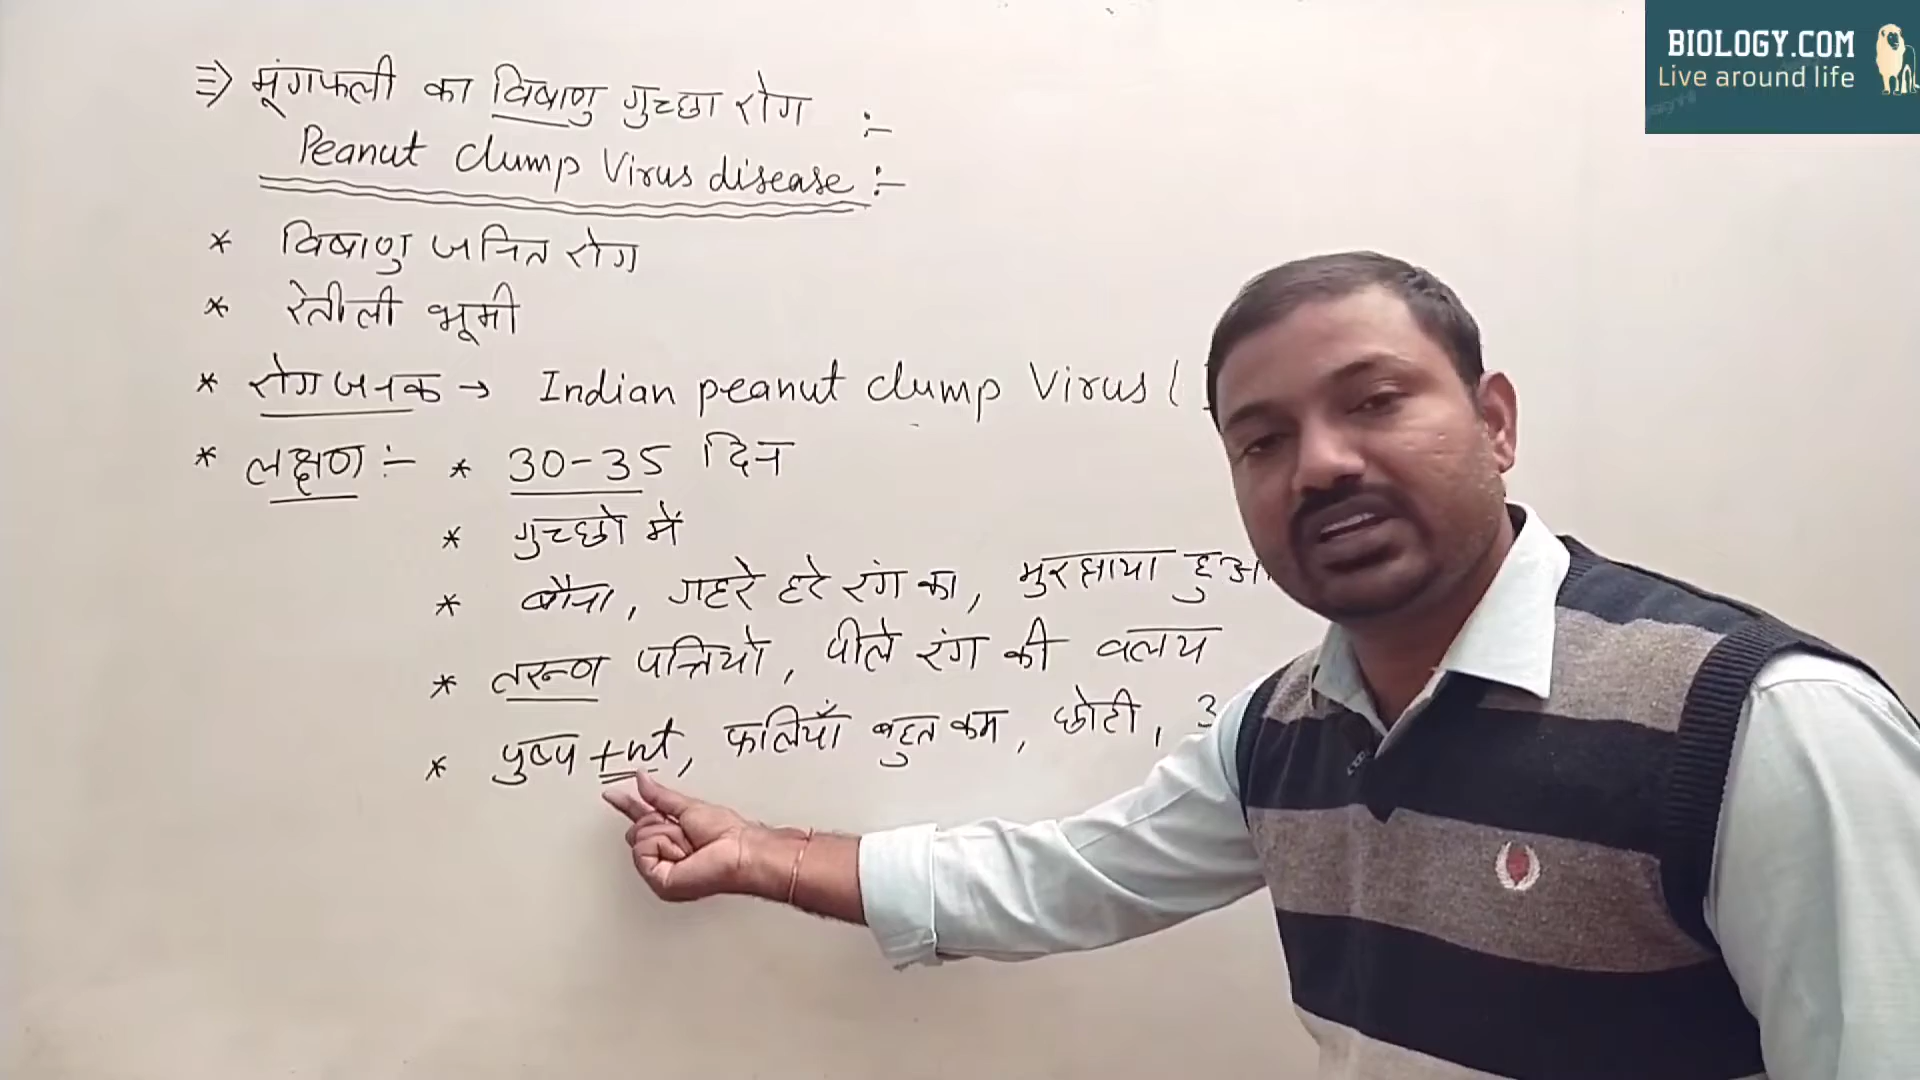 ⇒ मूंगफली का विषाणु गुच्छा रोग :-
Peanut clump Virus disease :-
* विषाणु जनित रोग
* रेतीली भूमी
* रोगजनक → Indian peanut clump Virus (
* लक्षण :- * 30-35 दिन
* गुच्छो में
* बौना, गहरे हरे रंग का, मुरझाया हुआ
* तरूण पत्तियो, पीले रंग की वलय
* पुष्प +nt, फलियाँ बहुत कम, छोटी,
BIOLOGY.COM
Live around life